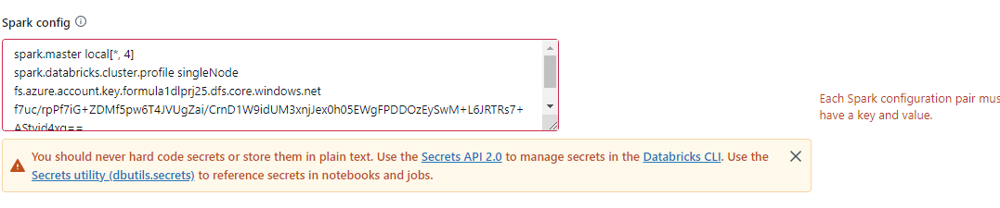 Spark config
spark.master local[*, 4]
spark.databricks.cluster.profile singleNode
fs.azure.account.key.formula1dlprj25.dfs.core.windows.net
f7uc/rpPf7iG+ZDMf5pw6T4JVUgZai/CrnD1W9idUM3xnjJex0h05EWgFPDDOzEySwM+L6JRTRs7+
Each Spark configuration pair mus
have a key and value.
You should never hard code secrets or store them in plain text. Use the Secrets API 2.0 to manage secrets in the Databricks CLI. Use the
Secrets utility (dbutils.secrets) to reference secrets in notebooks and jobs.